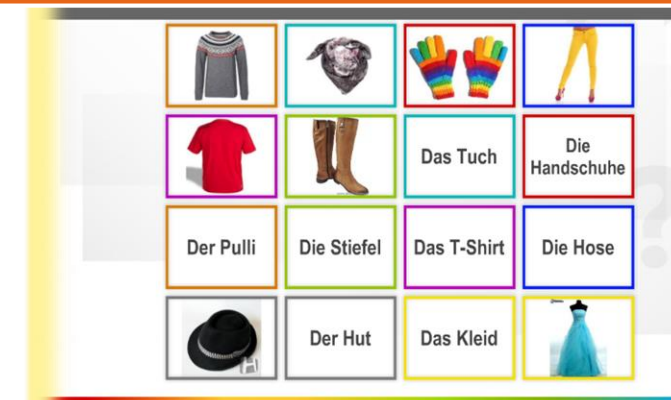 Das Tuch
Die
Handschuhe
Der Pulli
Die Stiefel
Das T-Shirt
Die Hose
Der Hut
Das Kleid